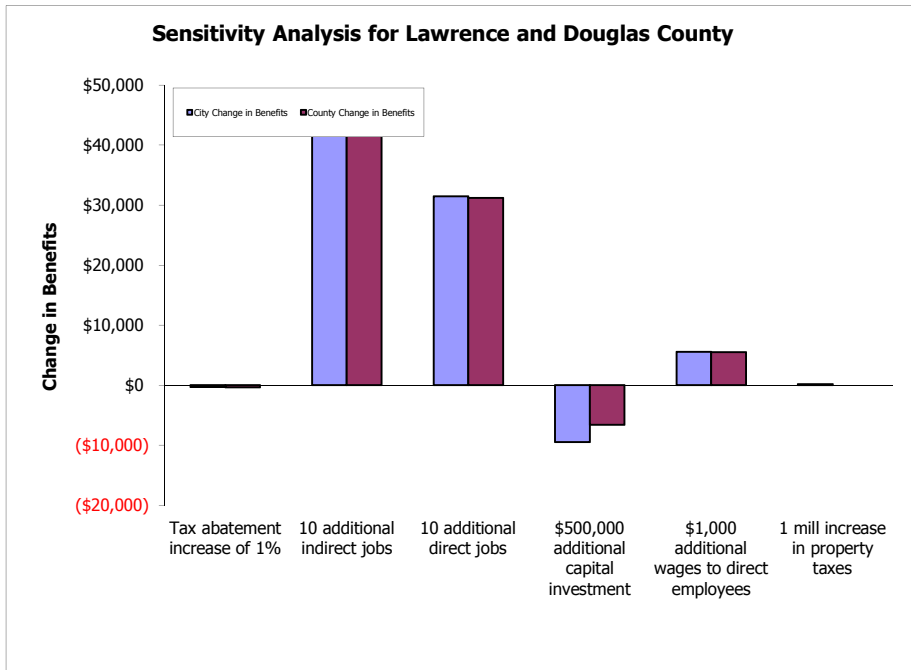 Sensitivity Analysis for Lawrence and Douglas County
$50,000
City Change in Benefits County Change in Benefits
$40,000
$30,000
$20,000
$10,000
$0
($10,000)
($20,000)
Change in Benefits
Tax abatement
increase of 1%
10 additional
indirect jobs
10 additional
direct jobs
$500,000
additional
capital
investment
$1,000
additional
wages to direct
employees
1 mill increase
in property
taxes